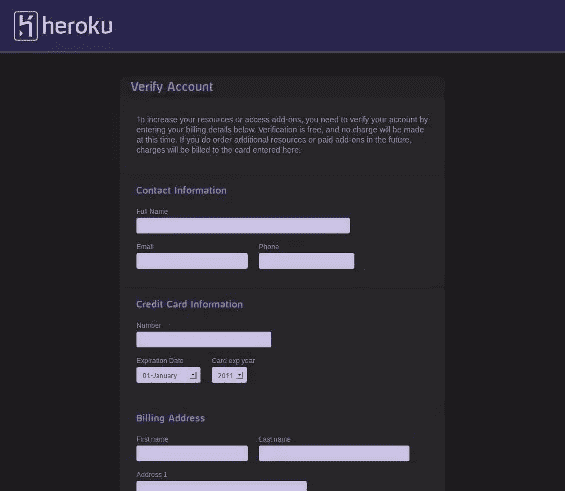 heroku
Verify Account
To increase your resources or access add-ons, you need to verify your account by
entering your billing details below. Verification is free, and no charge will be made
at this time. If you do order additional resources or paid add-ons in the future,
charges will be billed to the card entered here.
Contact Information
Full Name
Email Phone
Credit Card Information
Number
Expiration Date Card exp year
01-January 2011
Billing Address
First name Last name
Address 1